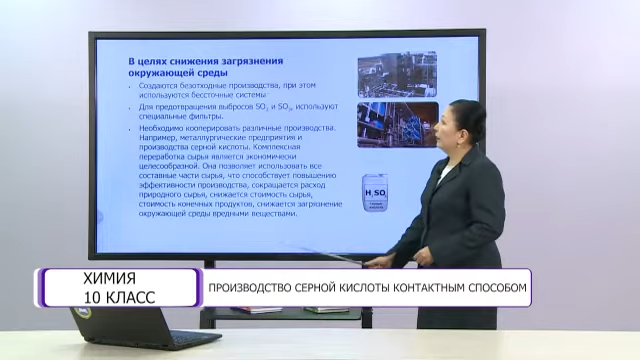 В целях снижения загрязнения
окружающей среды
• Создаются безотходные производства, при этом
используются бессточные системы
• Для предотвращения выбросов SO₂ и SO₃, используют
специальные фильтры.
• Необходимо кооперировать различные производства.
Например, металлургические предприятия и
производства серной кислоты. Комплексная
переработка сырья является экономически
целесообразной. Она позволяет использовать все
составные части сырья, что способствует повышению
эффективности производства, сокращается расход
природного сырья, снижается стоимость сырья,
стоимость конечных продуктов, снижается загрязнение
окружающей среды вредными веществами.
H₂SO₄
ХИМИЯ
10 КЛАСС
ПРОИЗВОДСТВО СЕРНОЙ КИСЛОТЫ КОНТАКТНЫМ СПОСОБОМ